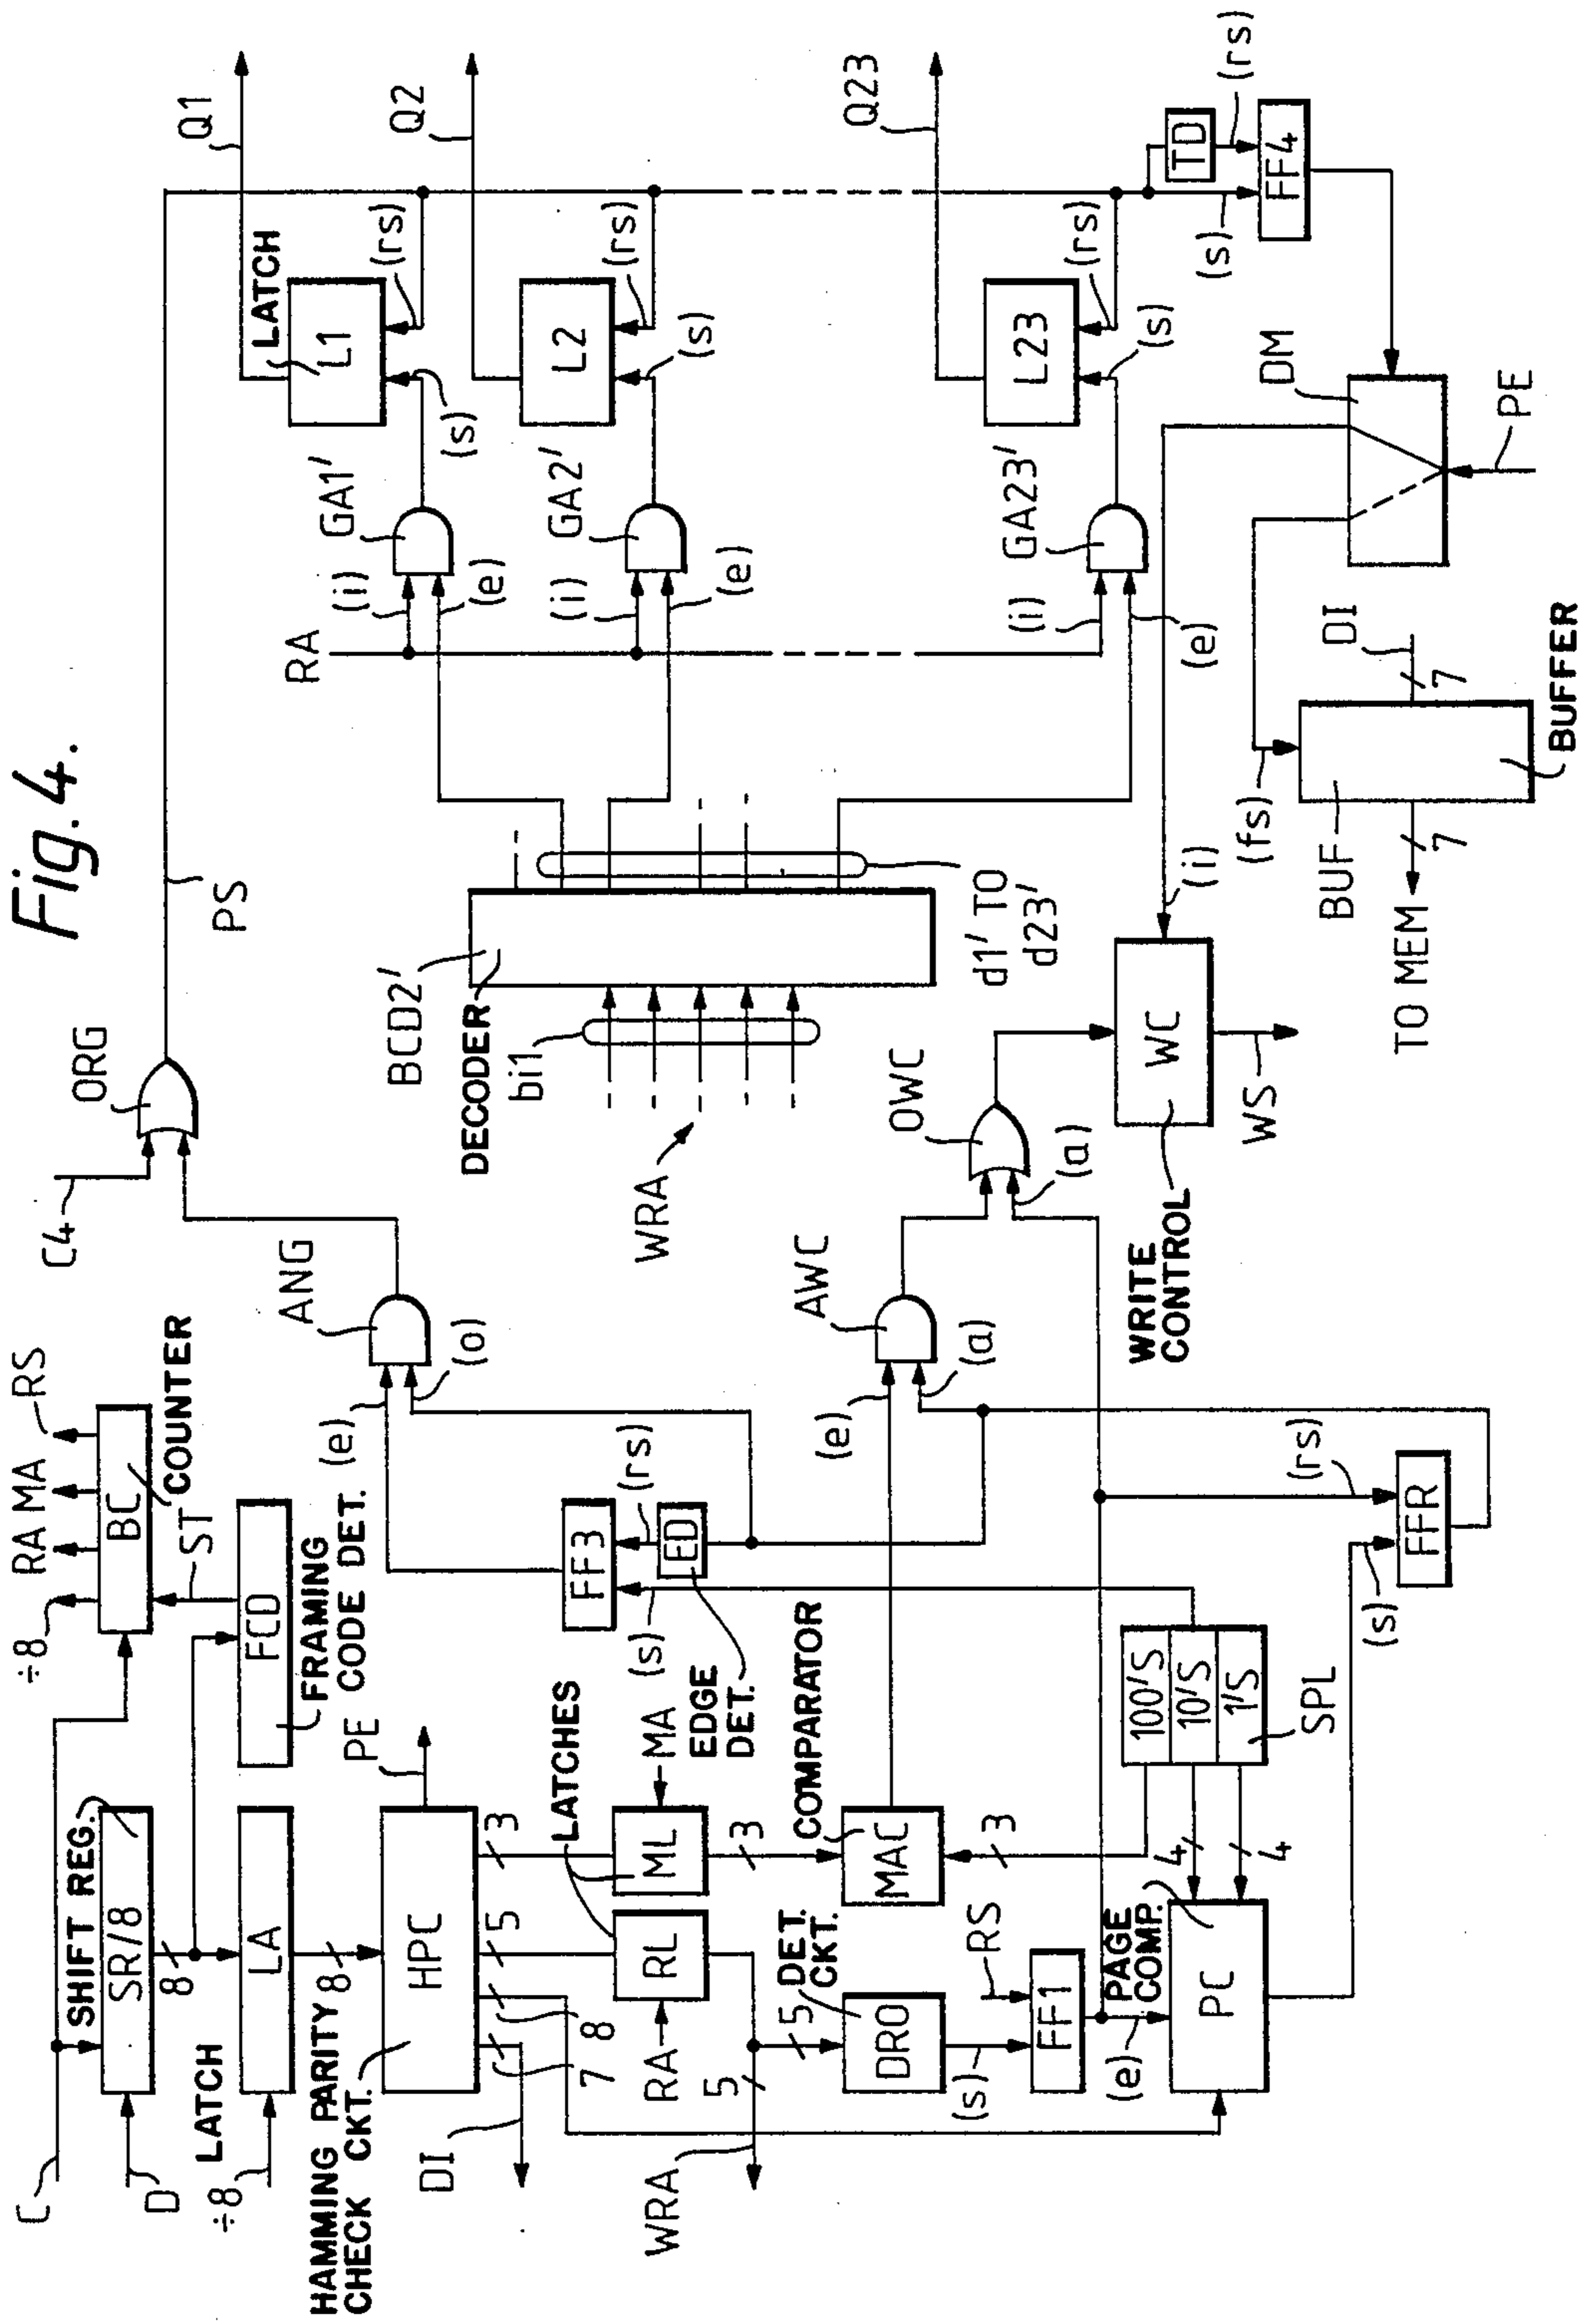 Fig. 4.
C
D
÷8
SHIFT REG.
SR/8
8
LATCH
LA
8
HAMMING PARITY
CHECK CKT.
HPC
PE
DI
7
8
5
3
÷8
RA
MA
RS
BC
COUNTER
ST
FCD
FRAMING
CODE DET.
LATCHES
RL
ML
RA
MA
5
WRA
5
3
DET.
CKT.
DRO
(s)
RS
FF1
(e)
COMPARATOR
MAC
3
PAGE
COMP.
PC
4
4
100'S
10'S
1'S
SPL
EDGE
DET.
ED
(s)
(rs)
FF3
(e)
(o)
ANG
C4
ORG
PS
(s)
(rs)
FFR
(e)
(a)
AWC
OWC
(a)
WRITE
CONTROL
WC
WS
(i)
WRA
bi1
BCD2'
DECODER
d1' TO
d23'
RA
(i)
(e)
GA1'
(i)
(e)
GA2'
(i)
(e)
GA23'
LATCH
L1
(s)
(rs)
Q1
L2
(s)
(rs)
Q2
L23
(s)
(rs)
Q23
TD
(rs)
(s)
FF4
DM
PE
(fs)
BUF
BUFFER
DI
7
7
TO MEM